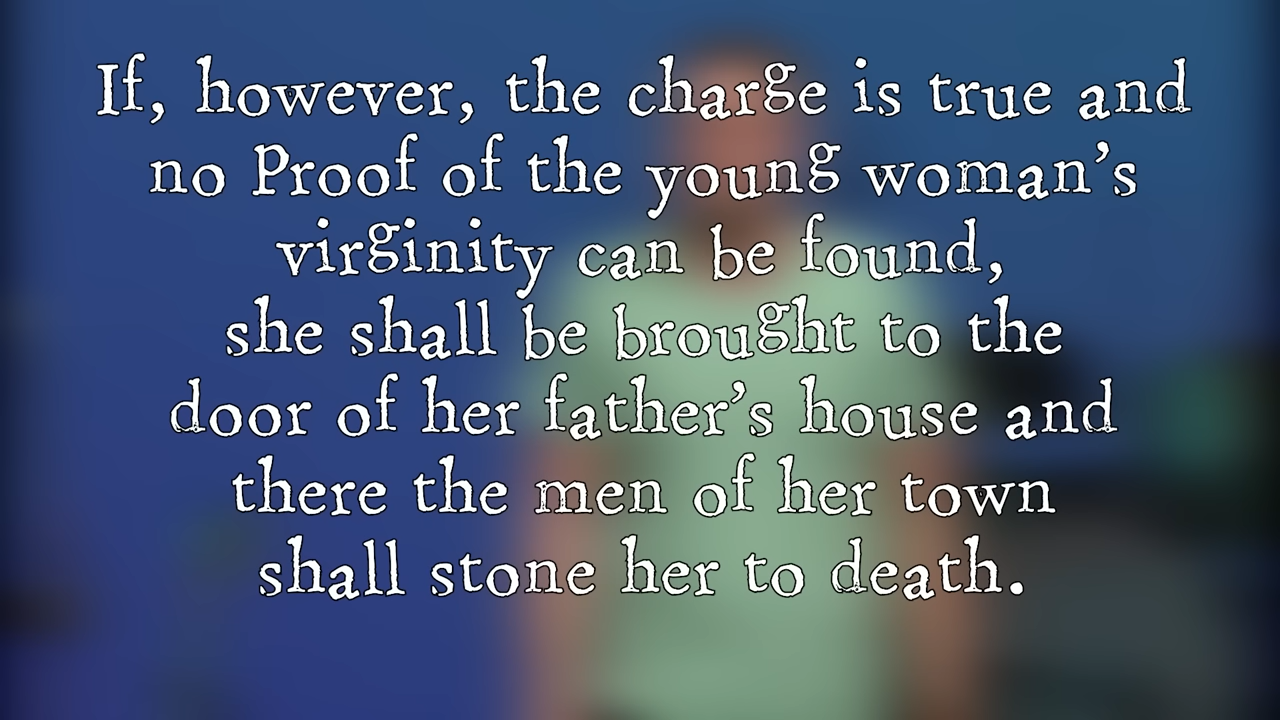 If, however, the charge is true and
no Proof of the young woman's
virginity can be found,
she shall be brought to the
door of her father's house and
there the men of her town
shall stone her to death.